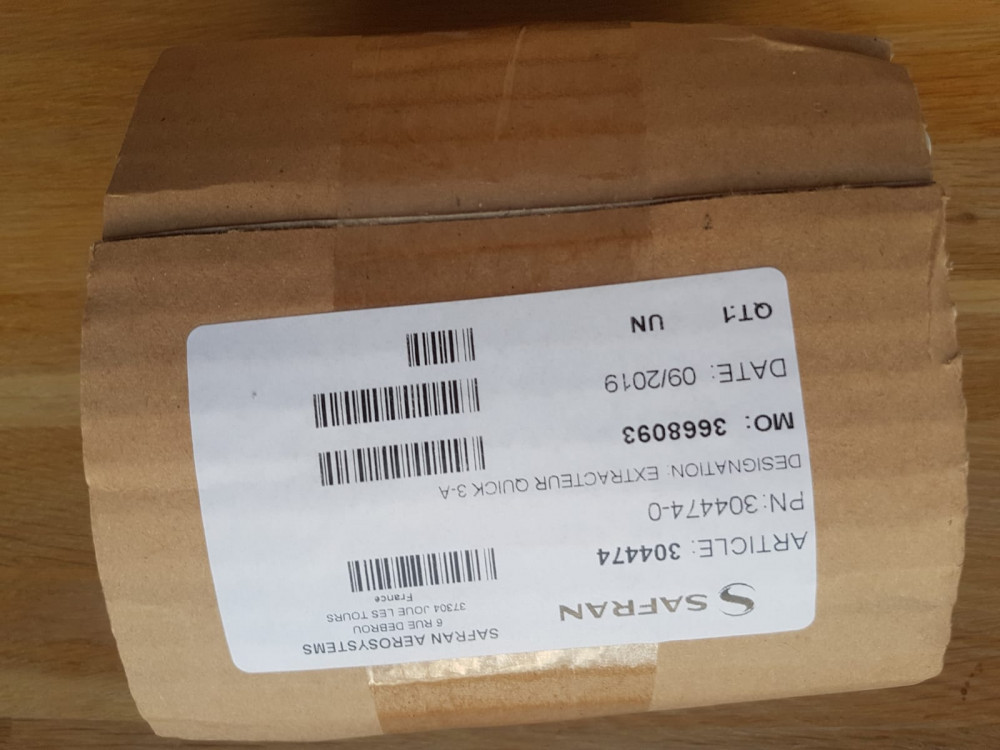 SAFRAN
SAFRAN AEROSYSTEMS
6 RUE DEBROU
37304 JOUE LES TOURS
France
ARTICLE: 304474
PN:304474-0
DESIGNATION: EXTRACTEUR QUICK 3-A
MO: 3668093
DATE: 09/2019
QT:1 UN